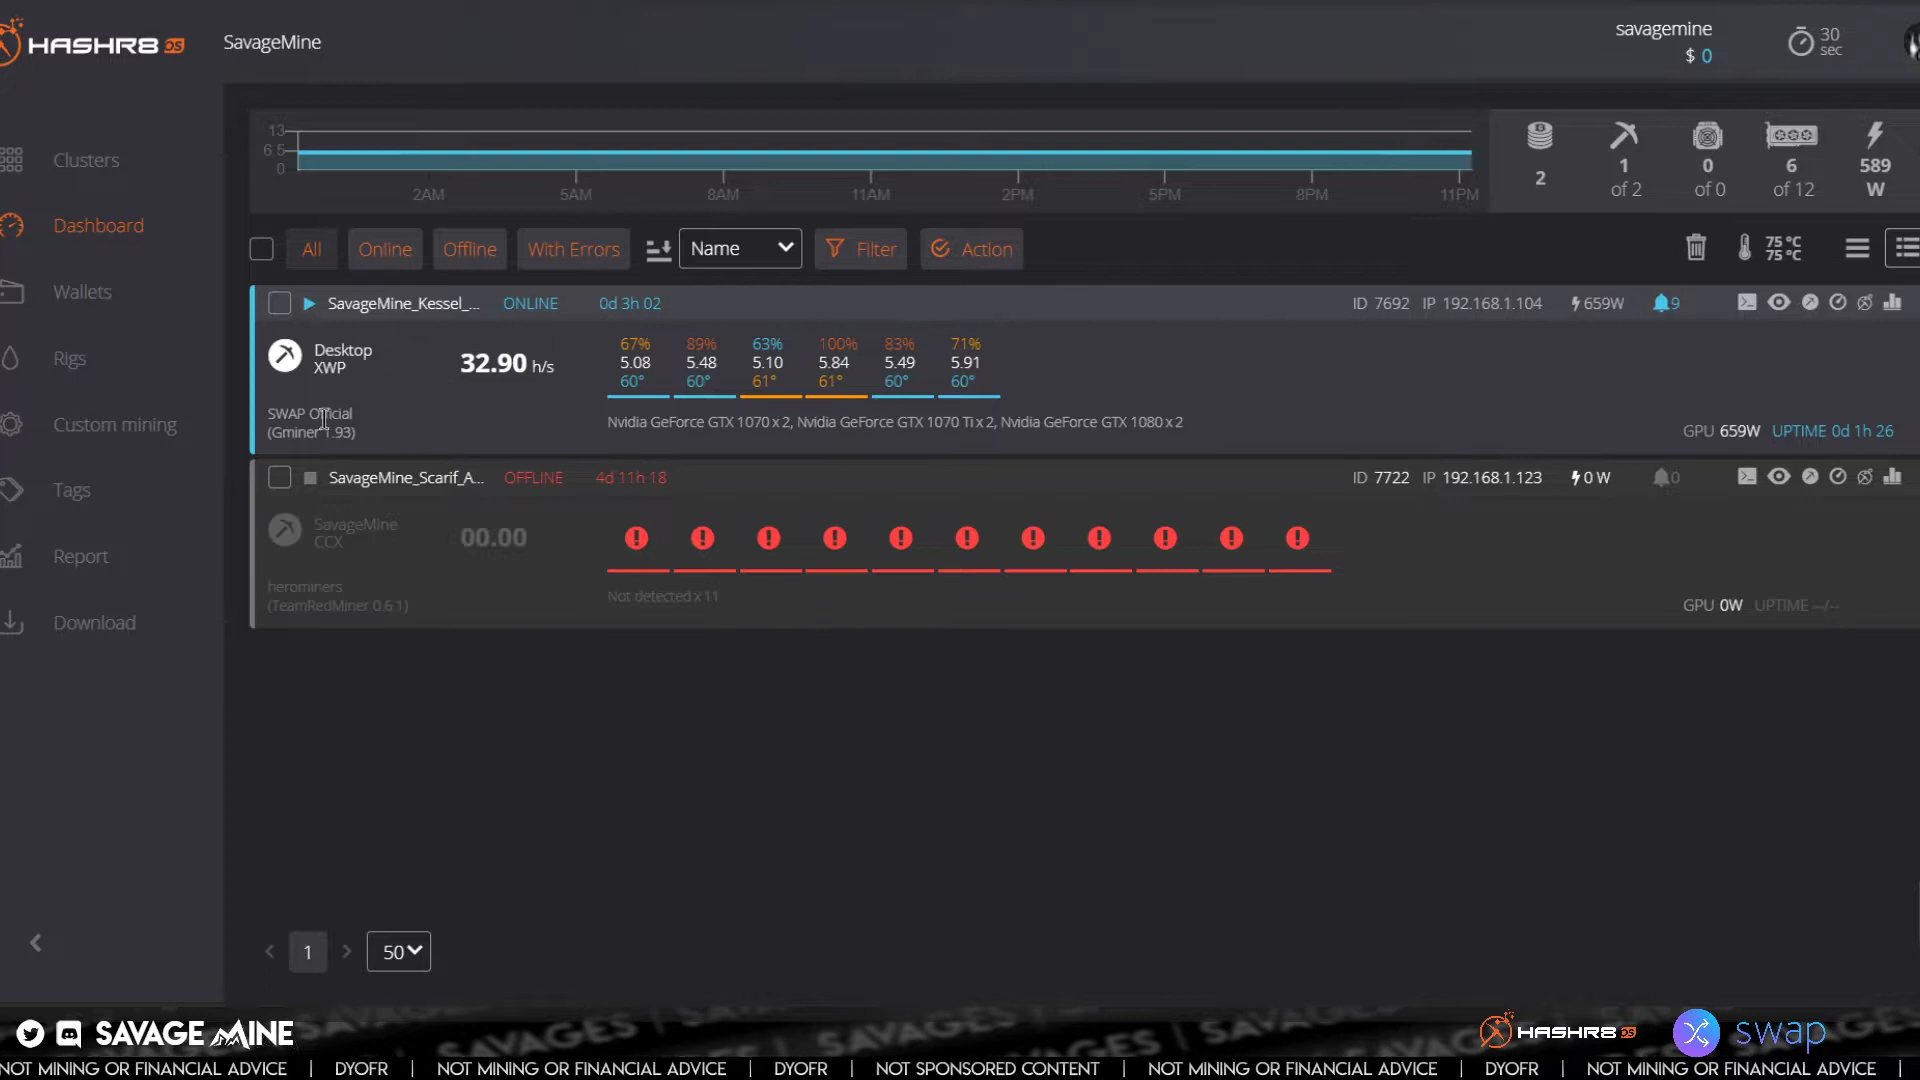 HASHR8 OS
SavageMine
savagemine
$ 0
30
sec
13
6.5
0
2AM 5AM 8AM 11AM 2PM 5PM 8PM 11PM
2
1
of 2
0
of 0
6
of 12
589
W
Clusters
Dashboard
Wallets
Rigs
Custom mining
Tags
Report
Download
All Online Offline With Errors Name Filter Action
75 °C
75 °C
SavageMine_Kessel_... ONLINE 0d 3h 02 ID 7692 IP 192.168.1.104 659W 9
Desktop
XWP
32.90 h/s
67% 89% 63% 100% 83% 71%
5.08 5.48 5.10 5.84 5.49 5.91
60° 60° 61° 61° 60° 60°
SWAP Official
(Gminer 1.93)
Nvidia GeForce GTX 1070 x 2, Nvidia GeForce GTX 1070 Ti x 2, Nvidia GeForce GTX 1080 x 2
GPU 659W UPTIME 0d 1h 26
SavageMine_Scarif_A... OFFLINE 4d 11h 18 ID 7722 IP 192.168.1.123 0 W 0
SavageMine
CCX
00.00
herominers
(TeamRedMiner 0.6.1)
Not detected x 11
GPU 0W UPTIME --/--
1 50
SAVAGE MINE
SAVAGES
HASHR8 OS
swap
NOT MINING OR FINANCIAL ADVICE | DYOFR | NOT MINING OR FINANCIAL ADVICE | DYOFR | NOT SPONSORED CONTENT | NOT MINING OR FINANCIAL ADVICE | DYOFR | NOT MINING OR FINANCIAL ADVICE |